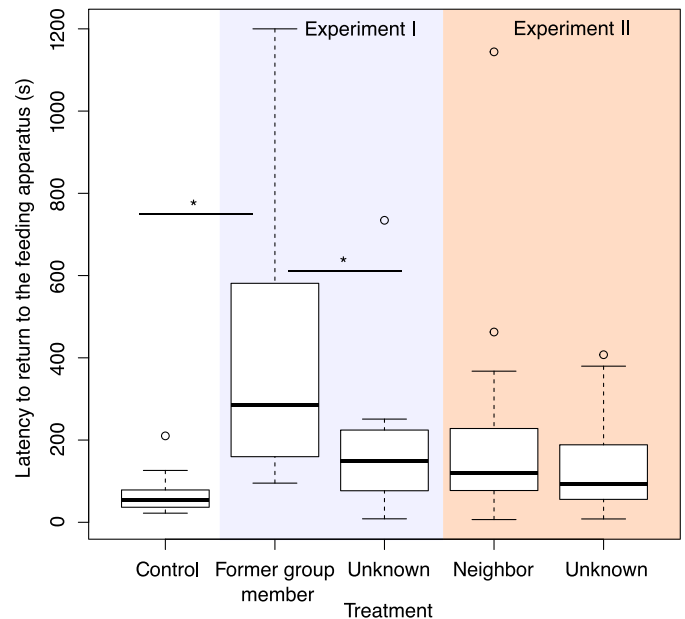 Experiment I
Experiment II
Latency to return to the feeding apparatus (s)
1200
1000
800
600
400
200
0
*
*
Control
Former group
member
Unknown
Neighbor
Unknown
Treatment